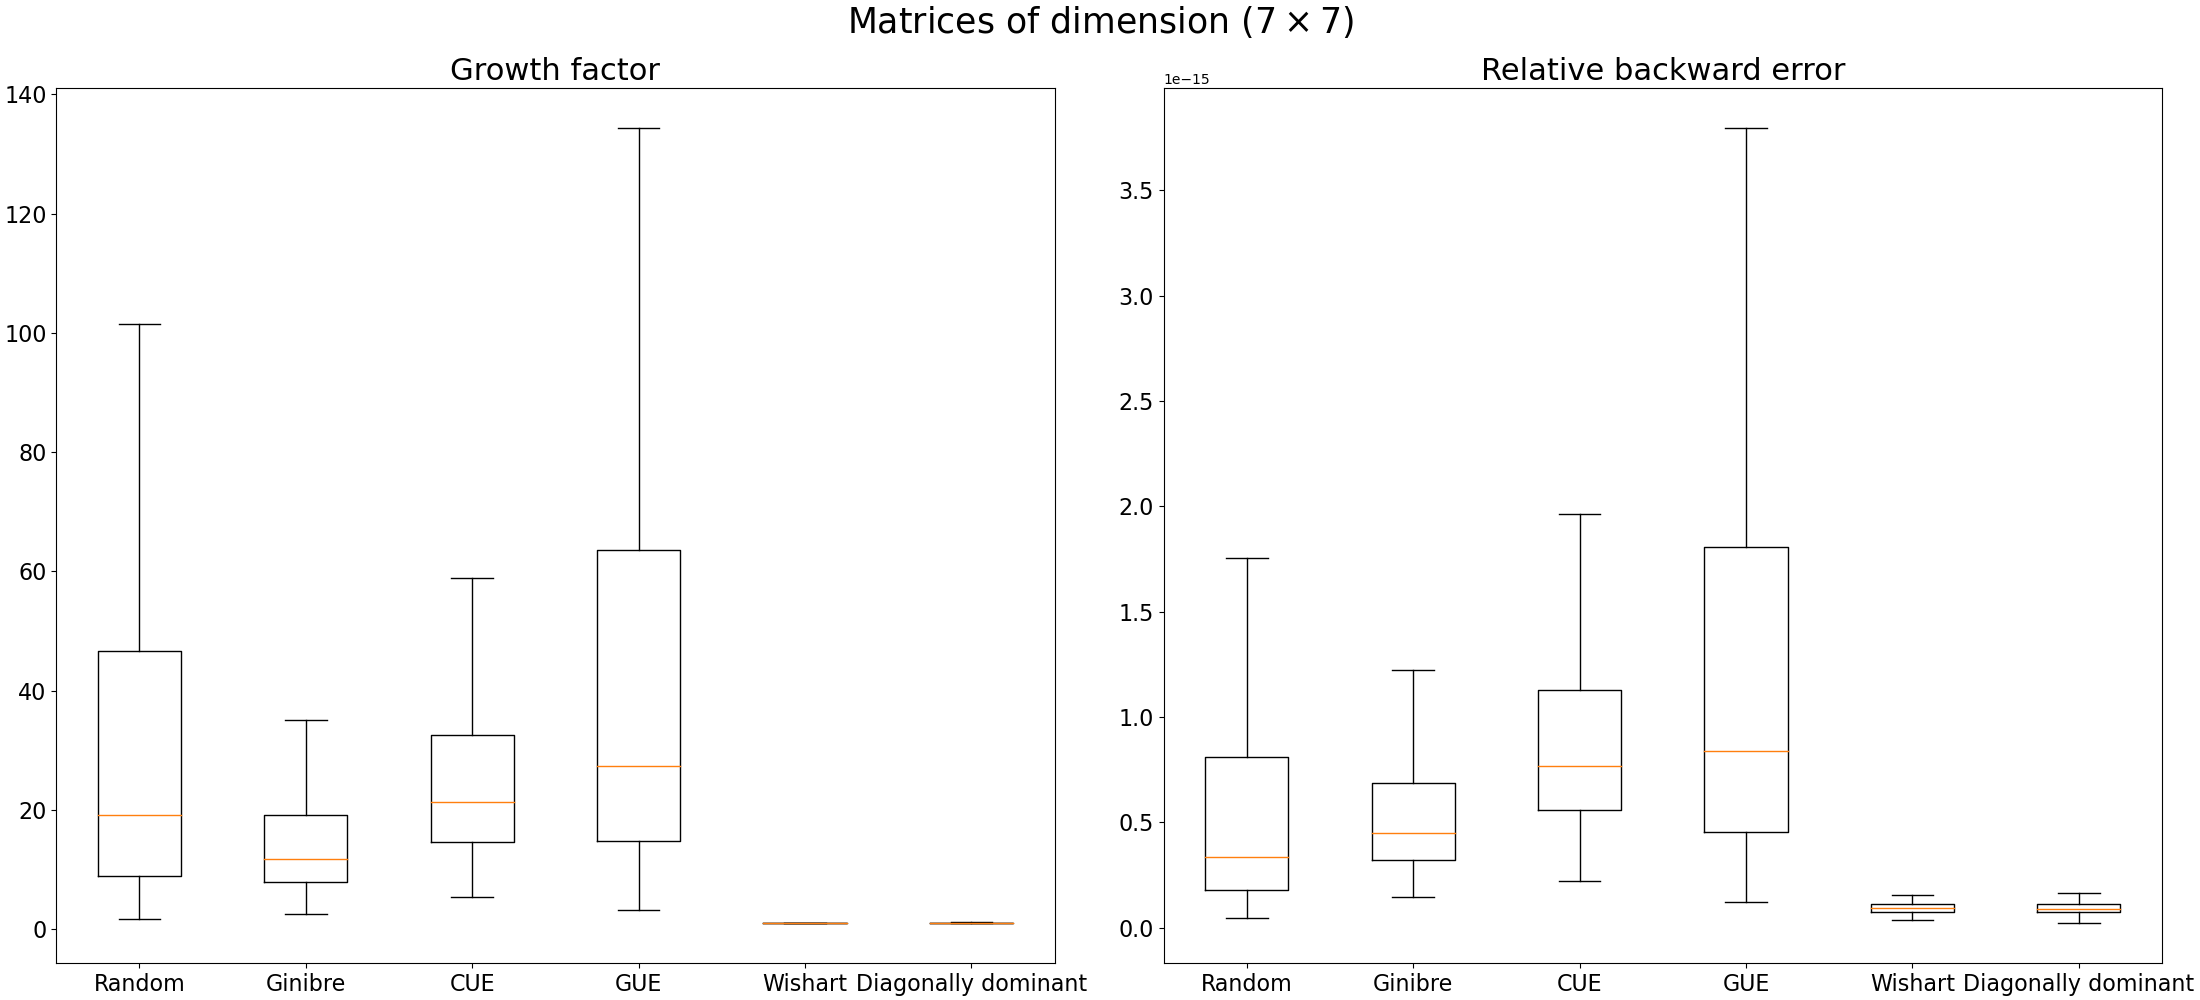 Matrices of dimension (7 × 7)
Growth factor
140
120
100
80
60
40
20
0
Random Ginibre CUE GUE Wishart Diagonally dominant
Relative backward error
1e−15
3.5
3.0
2.5
2.0
1.5
1.0
0.5
0.0
Random Ginibre CUE GUE Wishart Diagonally dominant